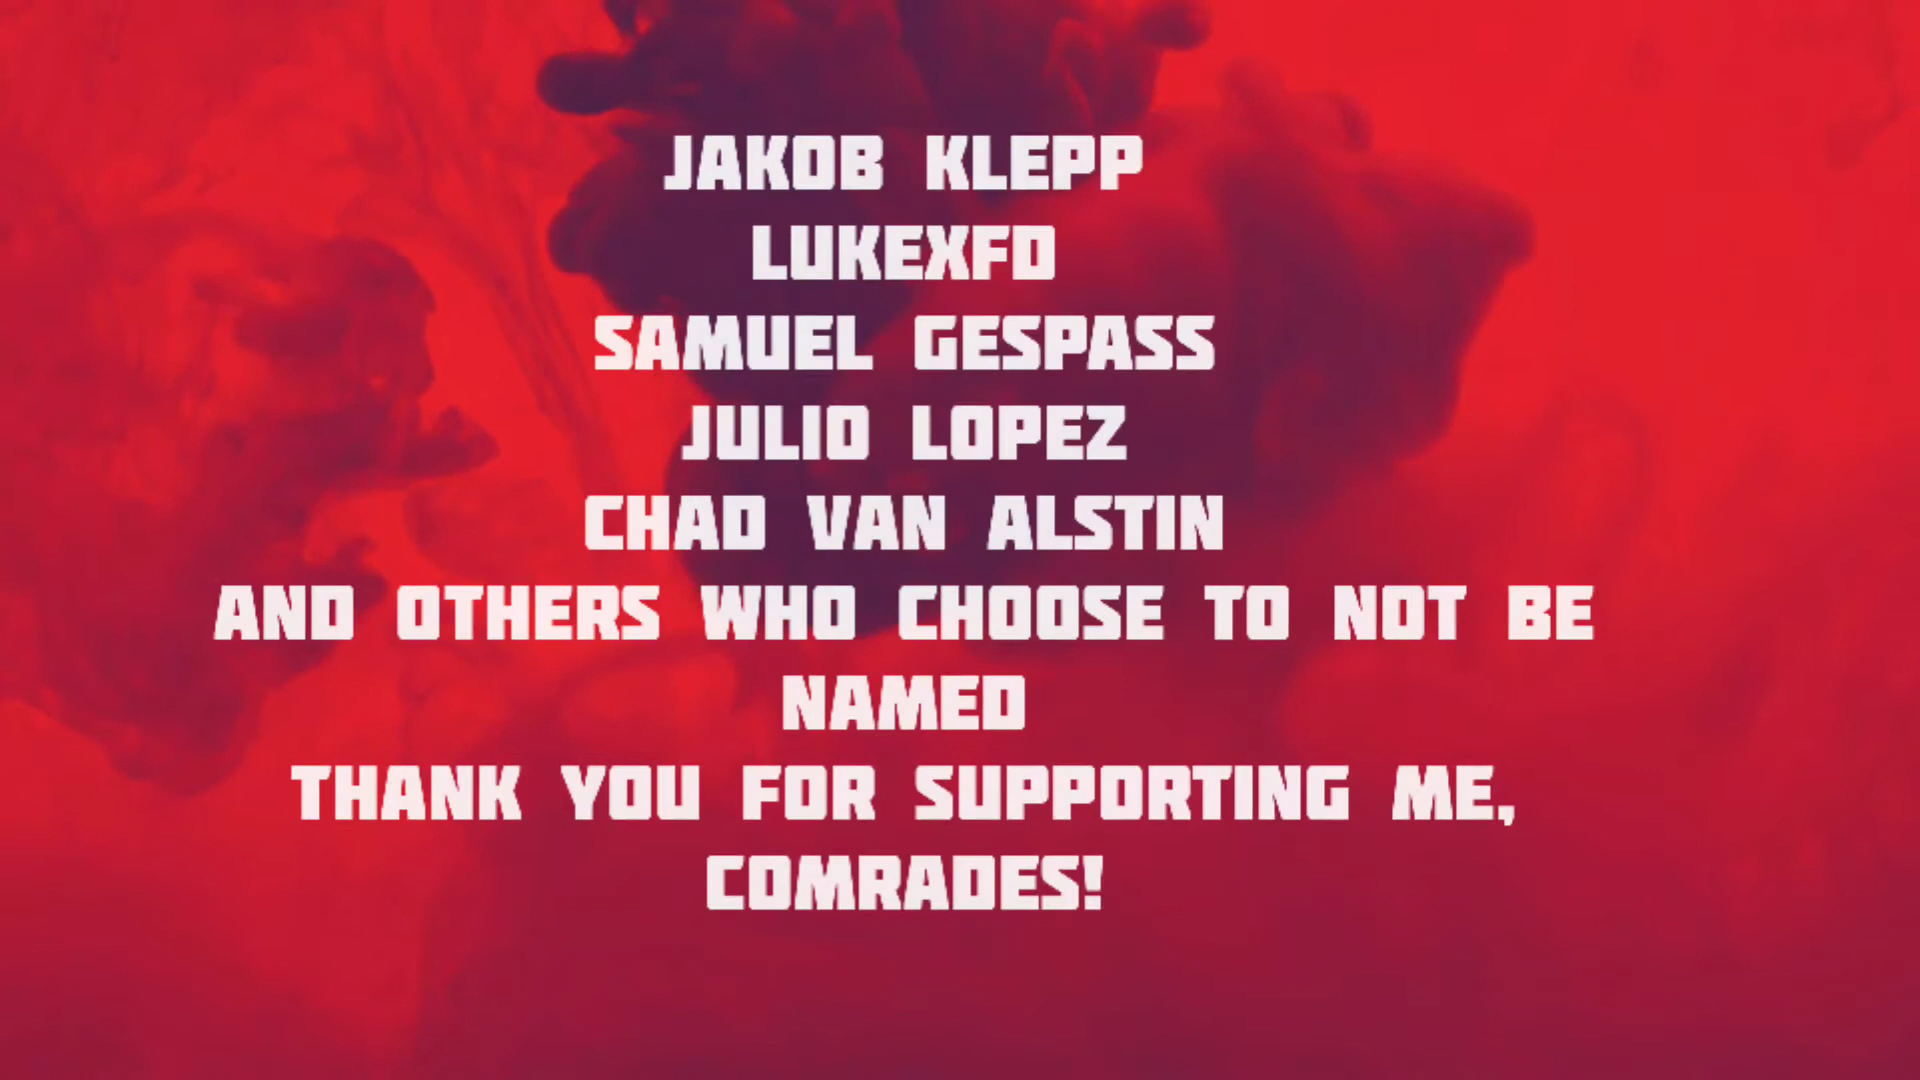 JAKOB KLEPP
LUKEXFD
SAMUEL GESPASS
JULIO LOPEZ
CHAD VAN ALSTIN
AND OTHERS WHO CHOOSE TO NOT BE
NAMED
THANK YOU FOR SUPPORTING ME,
COMRADES!